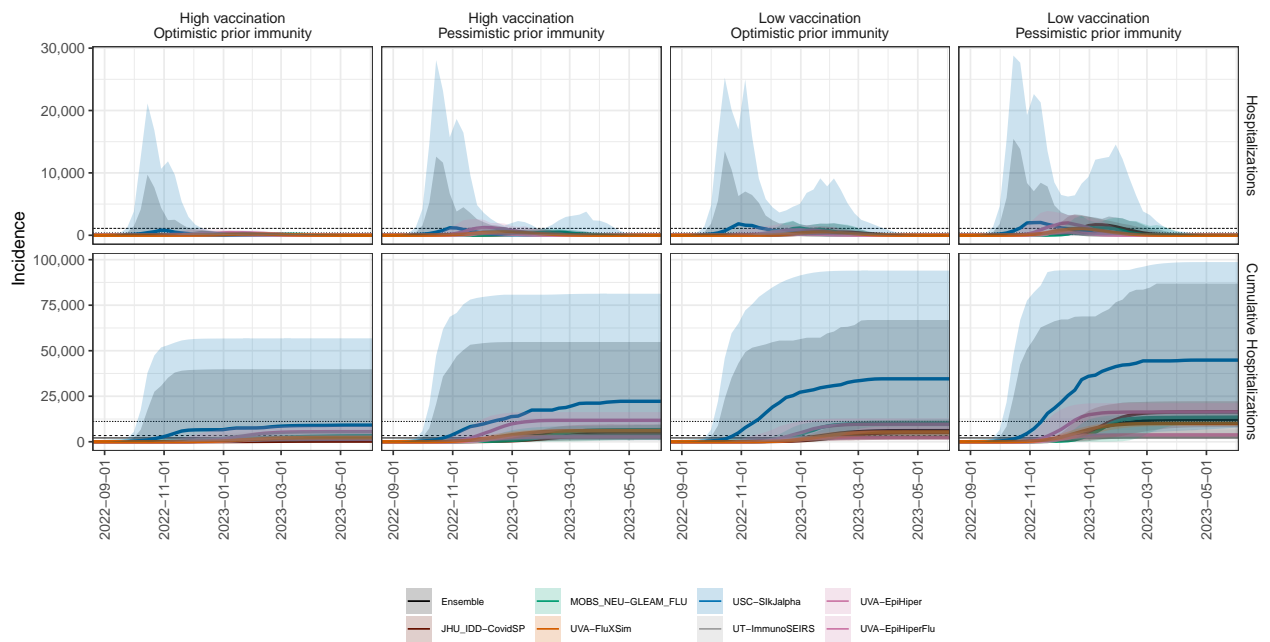 High vaccination
Optimistic prior immunity
High vaccination
Pessimistic prior immunity
Low vaccination
Optimistic prior immunity
Low vaccination
Pessimistic prior immunity
30,000
20,000
10,000
0
Hospitalizations
Incidence
100,000
75,000
50,000
25,000
0
Cumulative Hospitalizations
2022−09−01
2022−11−01
2023−01−01
2023−03−01
2023−05−01
2022−09−01
2022−11−01
2023−01−01
2023−03−01
2023−05−01
2022−09−01
2022−11−01
2023−01−01
2023−03−01
2023−05−01
2022−09−01
2022−11−01
2023−01−01
2023−03−01
2023−05−01
Ensemble
MOBS_NEU−GLEAM_FLU
USC−SIkJalpha
UVA−EpiHiper
JHU_IDD−CovidSP
UVA−FluXSim
UT−ImmunoSEIRS
UVA−EpiHiperFlu